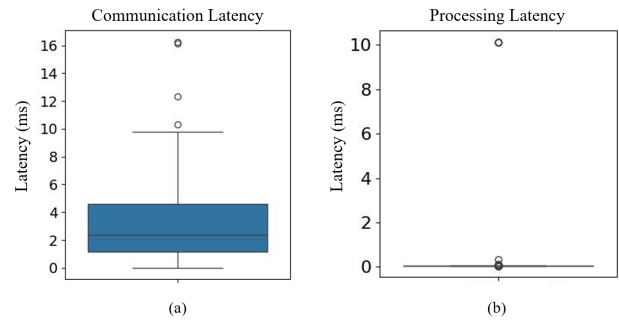 Communication Latency
Latency (ms)
16
14
12
10
8
6
4
2
0
(a)
Processing Latency
Latency (ms)
10
8
6
4
2
0
(b)